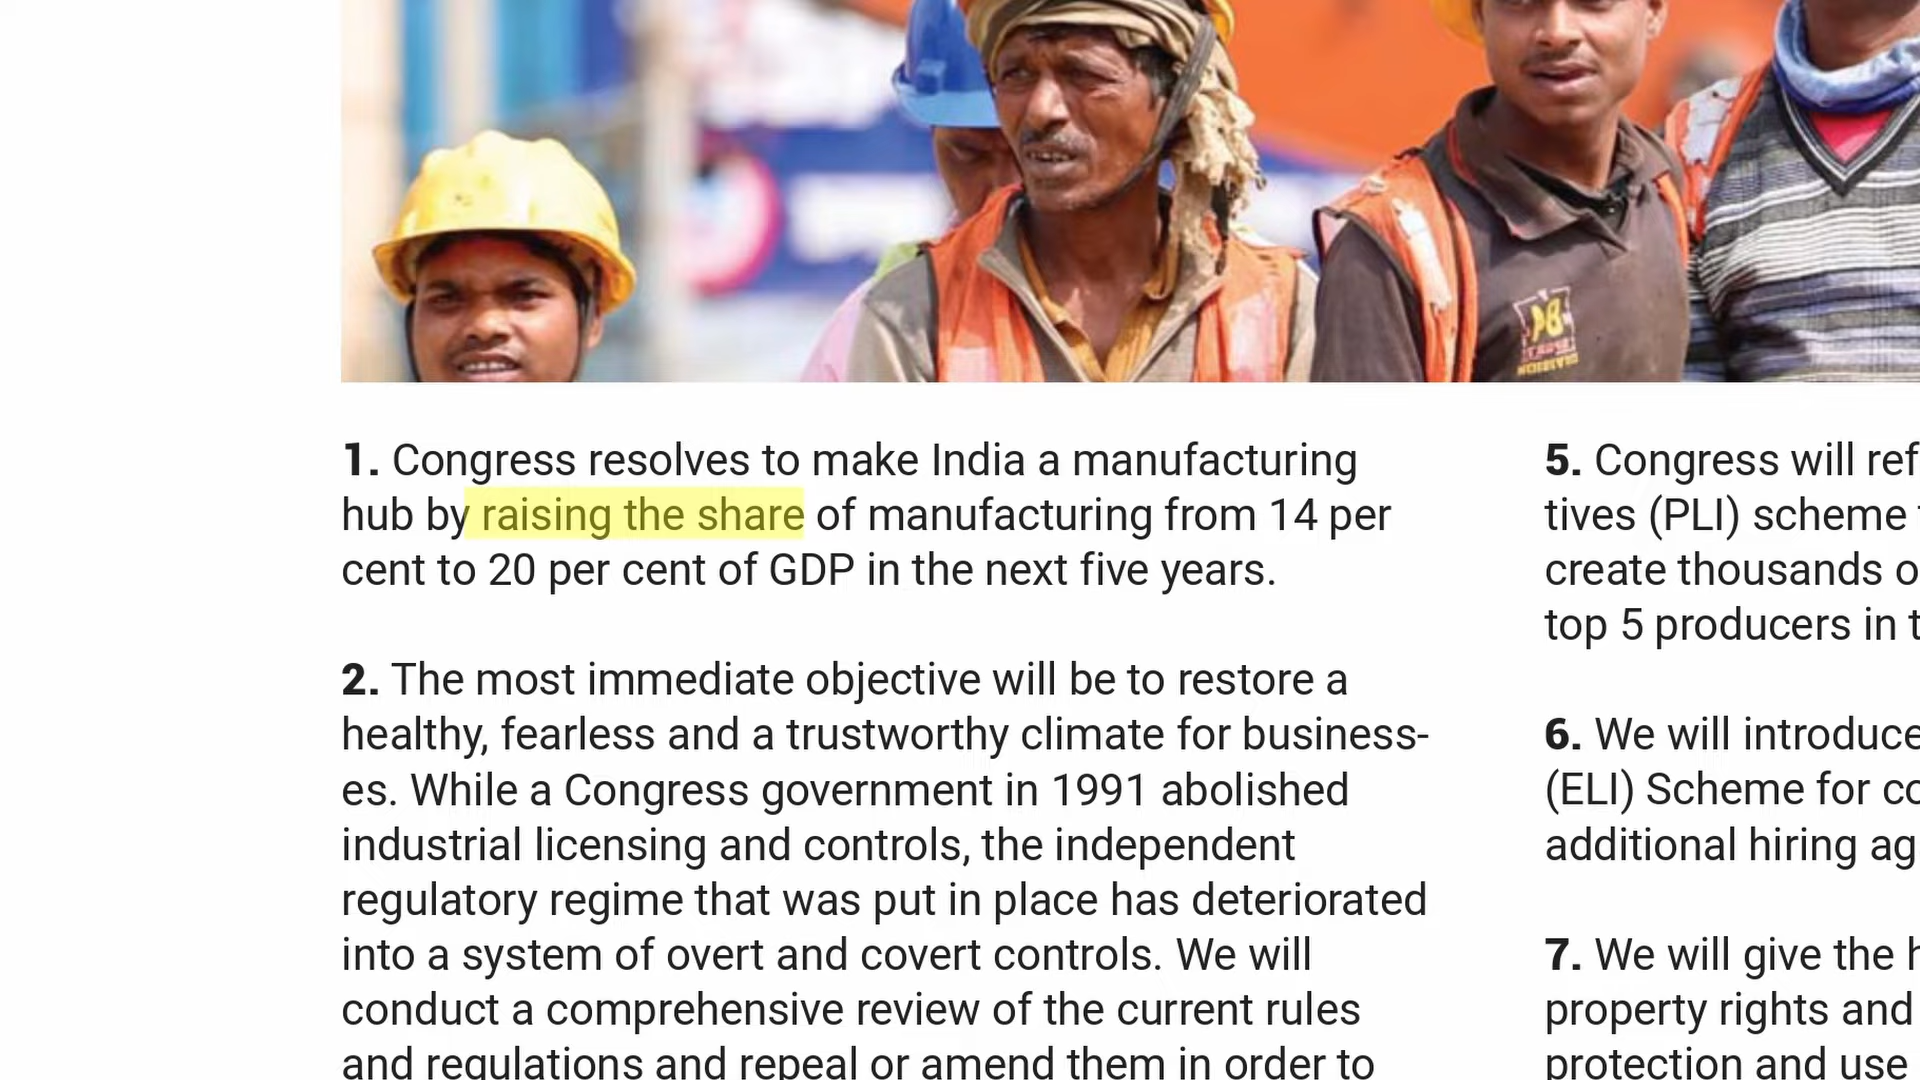 1. Congress resolves to make India a manufacturing
hub by raising the share of manufacturing from 14 per
cent to 20 per cent of GDP in the next five years.
2. The most immediate objective will be to restore a
healthy, fearless and a trustworthy climate for business-
es. While a Congress government in 1991 abolished
industrial licensing and controls, the independent
regulatory regime that was put in place has deteriorated
into a system of overt and covert controls. We will
conduct a comprehensive review of the current rules
and regulations and repeal or amend them in order to
5. Congress will ref
tives (PLI) scheme
create thousands o
top 5 producers in t
6. We will introduce
(ELI) Scheme for co
additional hiring ag
7. We will give the h
property rights and
protection and use